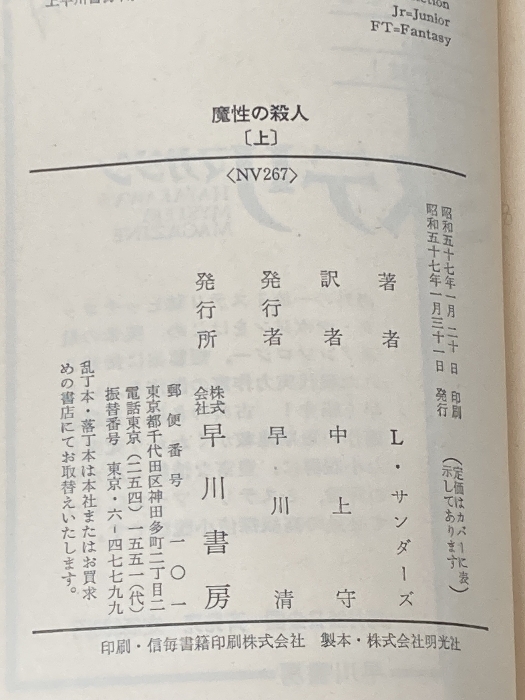 Jr=Junior
FT=Fantasy
魔性の殺人
〔上〕
〈NV267〉
昭和五十七年一月 二十 日 印刷
昭和五十七年一月三十一日 発行
(定価はカバーに表
示してあります)
著者 L・サンダーズ
訳者 中上守
発行者 早川清
発行所 株式会社 早川書房
郵便番号 一〇一
東京都千代田区神田多町二丁目二
電話東京(二五四)一五五一(代)
振替番号 東京・六・四七七九九
乱丁本・落丁本は本社またはお買求
めの書店にてお取替えいたします。
印刷・信毎書籍印刷株式会社 製本・株式会社明光社